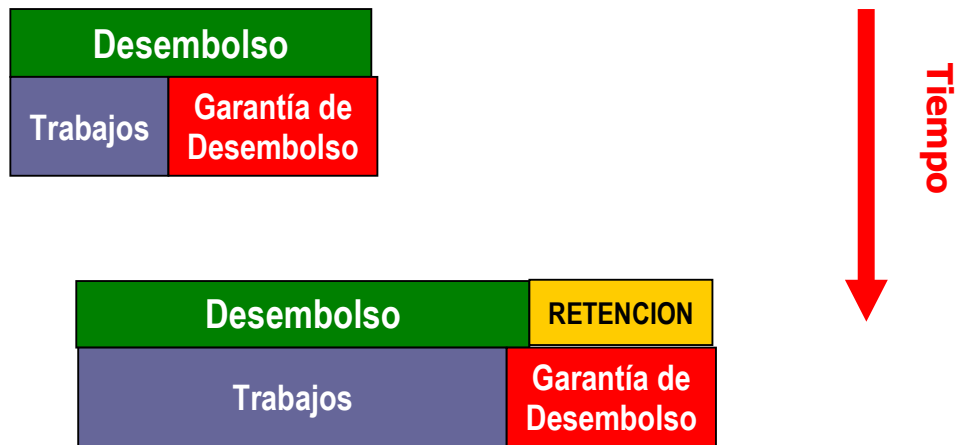 Desembolso
Trabajos
Garantía de
Desembolso
Tiempo
Desembolso
RETENCION
Trabajos
Garantía de
Desembolso